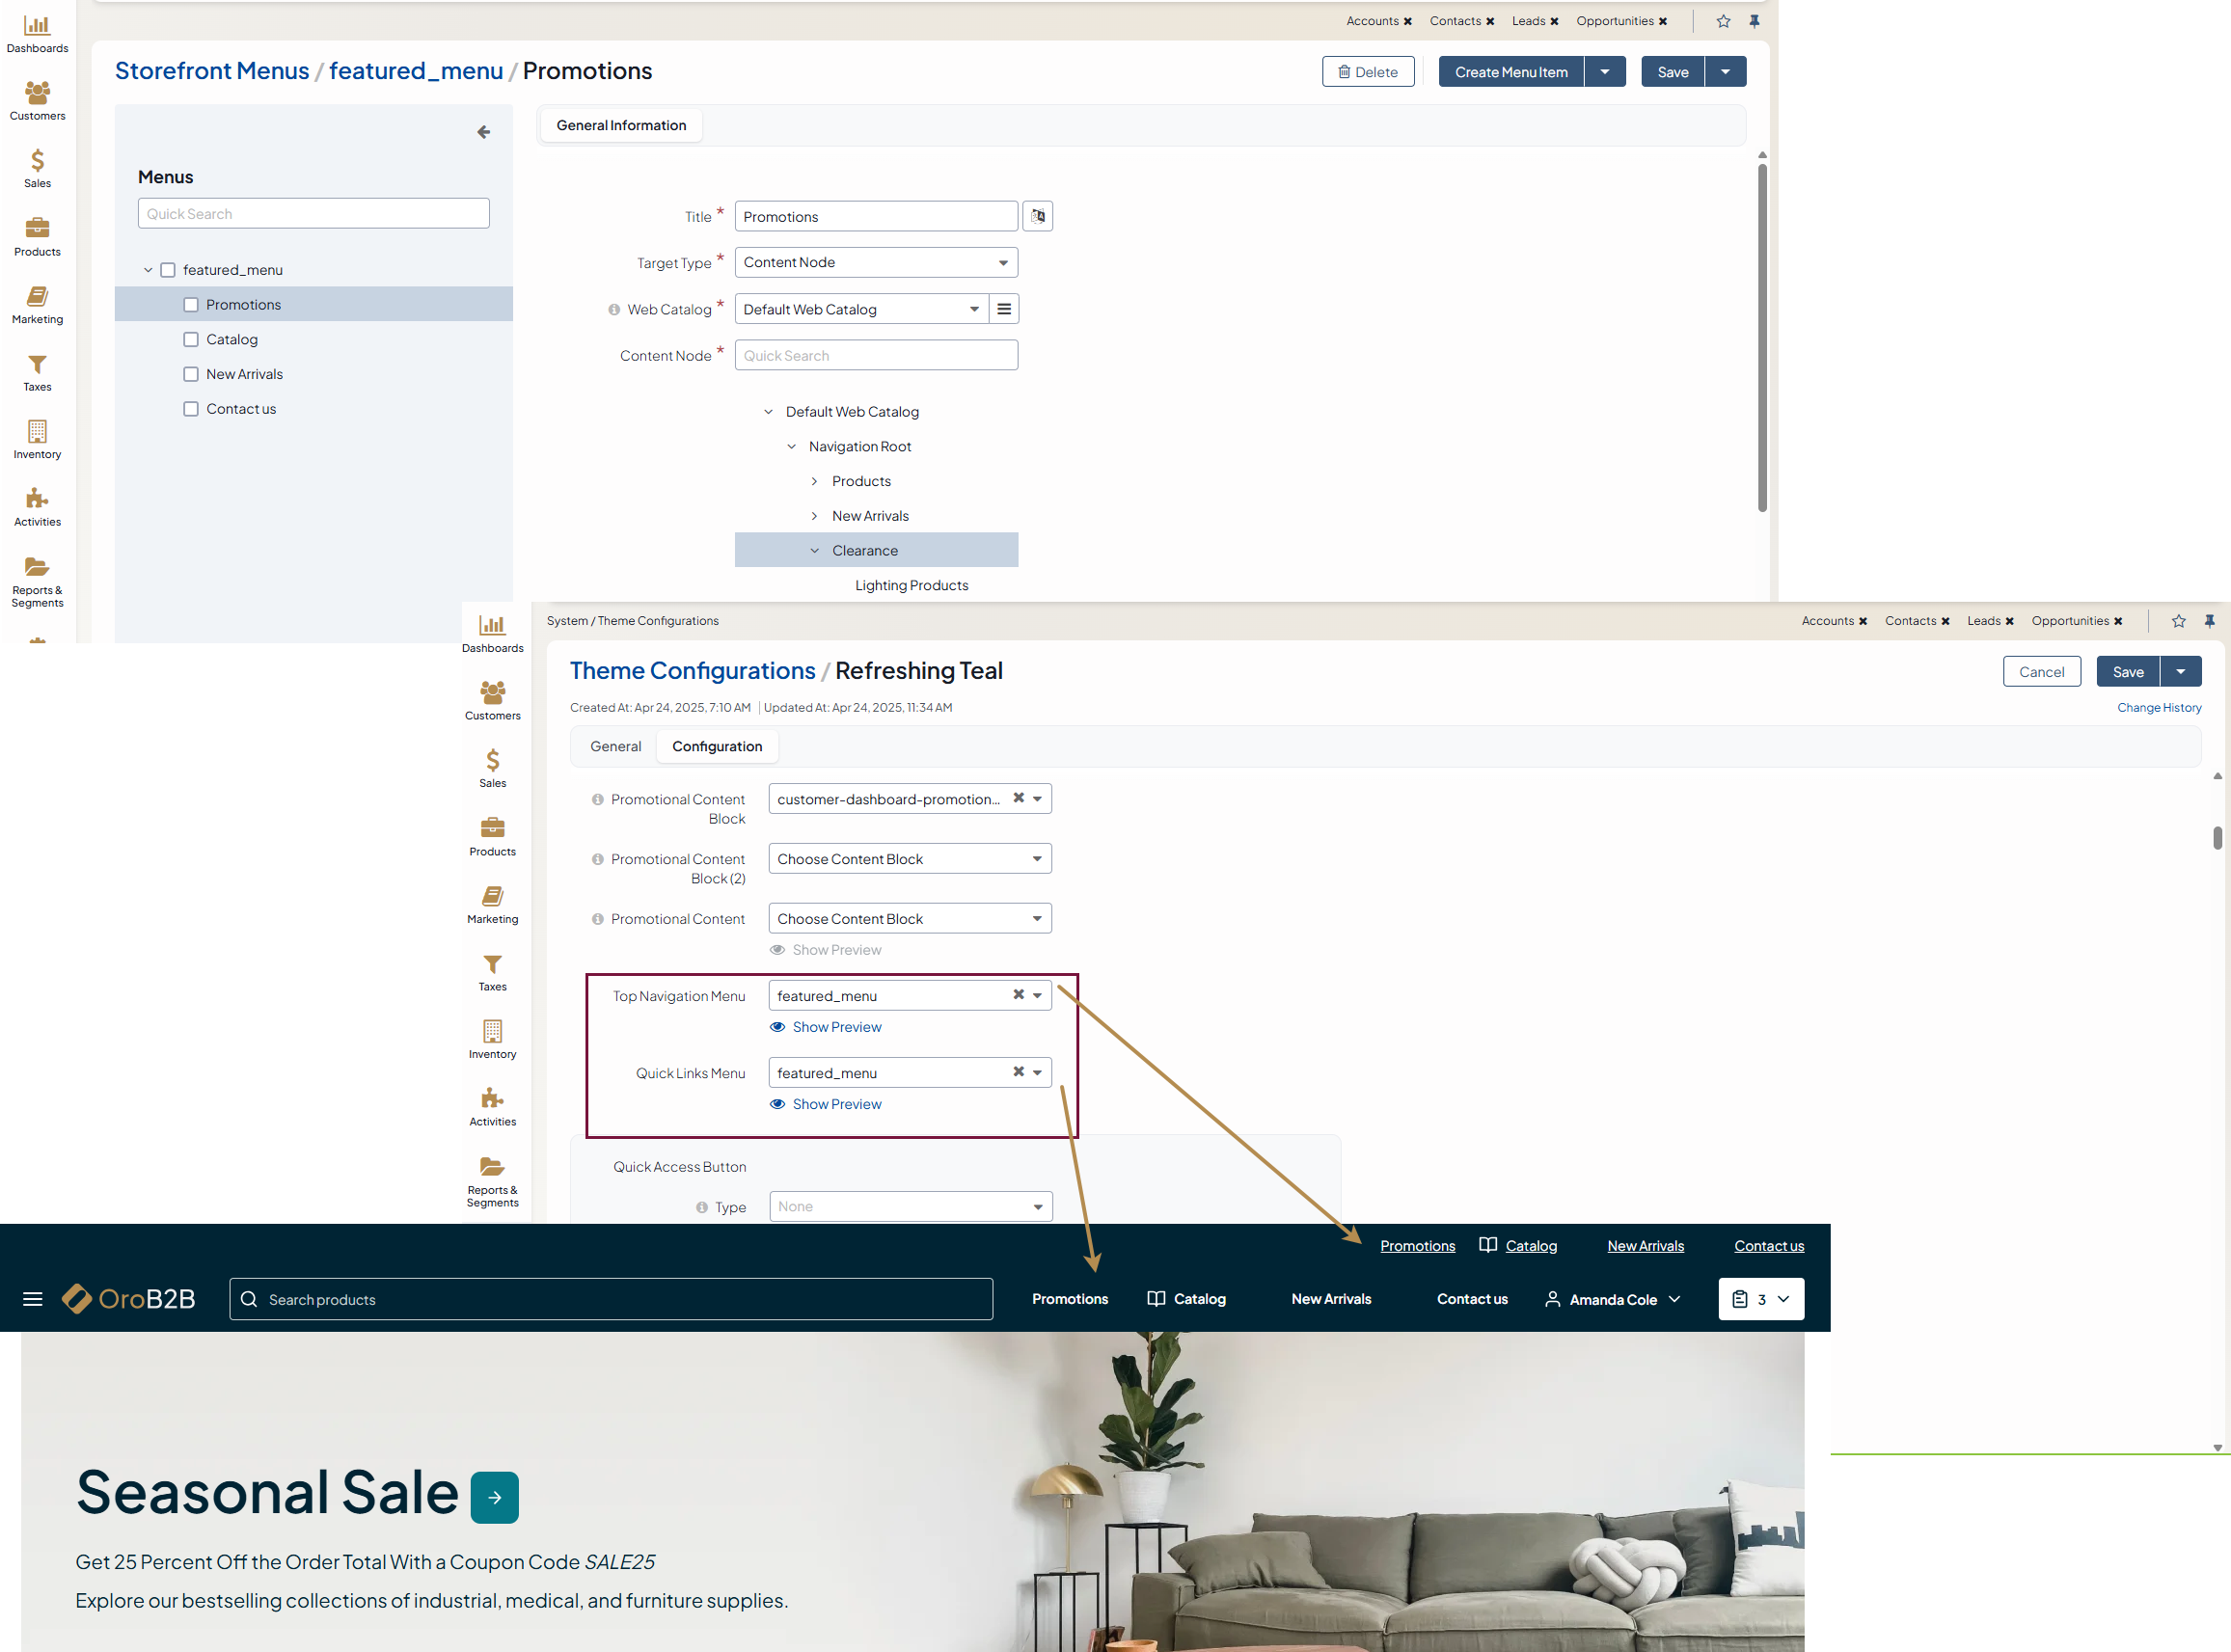 Accounts ✖ Contacts ✖ Leads ✖ Opportunities ✖
Dashboards
Customers
Sales
Products
Marketing
Taxes
Inventory
Activities
Reports &
Segments
Storefront Menus / featured_menu / Promotions
Delete
Create Menu Item
Save
Menus
Quick Search
featured_menu
Promotions
Catalog
New Arrivals
Contact us
General Information
Title * Promotions
Target Type * Content Node
Web Catalog * Default Web Catalog
Content Node * Quick Search
Default Web Catalog
Navigation Root
Products
New Arrivals
Clearance
Lighting Products
Dashboards
Customers
Sales
Products
Marketing
Taxes
Inventory
Activities
Reports &
Segments
System / Theme Configurations
Accounts ✖ Contacts ✖ Leads ✖ Opportunities ✖
Theme Configurations / Refreshing Teal
Cancel
Save
Created At: Apr 24, 2025, 7:10 AM | Updated At: Apr 24, 2025, 11:34 AM
Change History
General
Configuration
Promotional Content
Block
customer-dashboard-promotion...
Promotional Content
Block (2)
Choose Content Block
Promotional Content
Choose Content Block
Show Preview
Top Navigation Menu featured_menu
Show Preview
Quick Links Menu featured_menu
Show Preview
Quick Access Button
Type None
Promotions Catalog New Arrivals Contact us
OroB2B
Search products
Promotions Catalog New Arrivals Contact us Amanda Cole 3
Seasonal Sale
Get 25 Percent Off the Order Total With a Coupon Code SALE25
Explore our bestselling collections of industrial, medical, and furniture supplies.